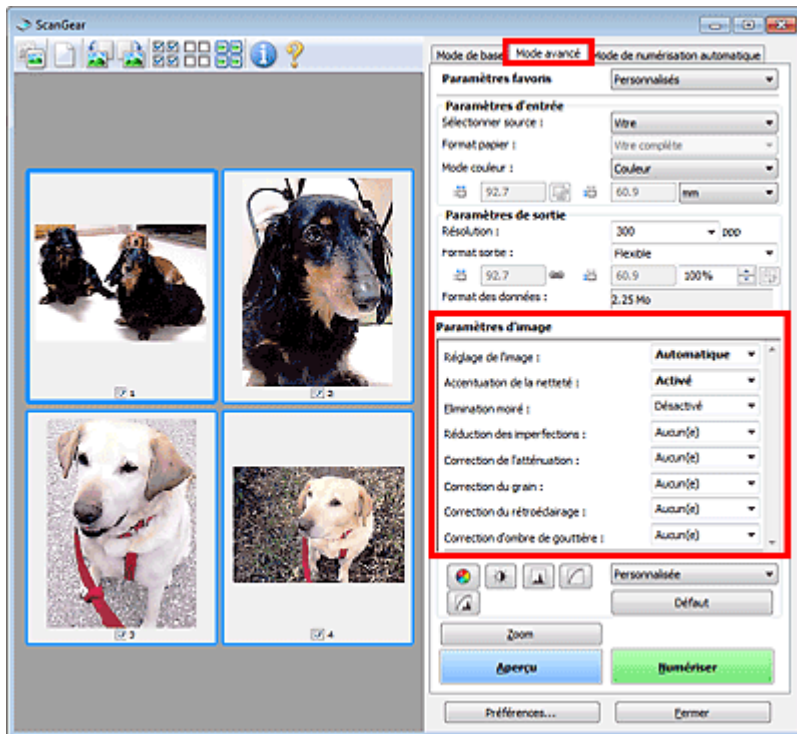 ScanGear
Mode de base Mode avancé Mode de numérisation automatique
Paramètres favoris Personnalisés
Paramètres d'entrée
Sélectionner source : Vitre
Format papier : Vitre complète
Mode couleur : Couleur
92.7 60.9 mm
Paramètres de sortie
Résolution : 300 ppp
Format sortie : Flexible
92.7 60.9 100%
Format des données : 2.25 Mo
Paramètres d'image
Réglage de l'image : Automatique
Accentuation de la netteté : Activé
Elimination moiré : Désactivé
Réduction des imperfections : Aucun(e)
Correction de l'atténuation : Aucun(e)
Correction du grain : Aucun(e)
Correction du rétroéclairage : Aucun(e)
Correction d'ombre de gouttière : Aucun(e)
Personnalisée
Défaut
Zoom
Aperçu Numériser
Préférences... Fermer
1 2
3 4